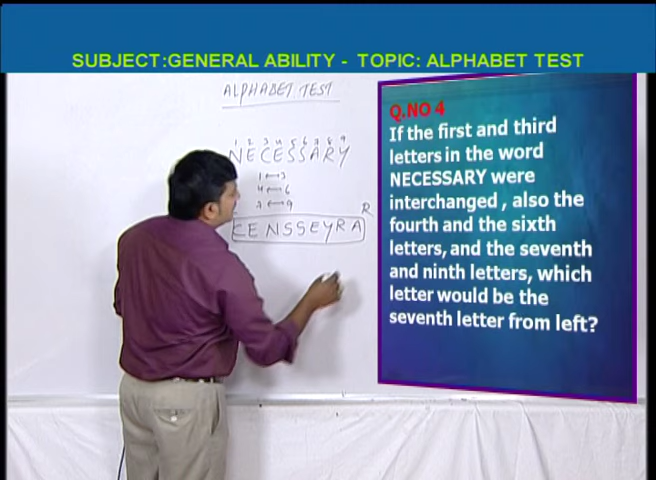 SUBJECT:GENERAL ABILITY - TOPIC: ALPHABET TEST
ALPHABET TEST
1 2 3 4 5 6 7 8 9
NECESSARY
1 ⟷ 3
4 ⟷ 6
7 ⟷ 9
R
CENSSEYRA
Q.NO 4
If the first and third
letters in the word
NECESSARY were
interchanged , also the
fourth and the sixth
letters, and the seventh
and ninth letters, which
letter would be the
seventh letter from left?